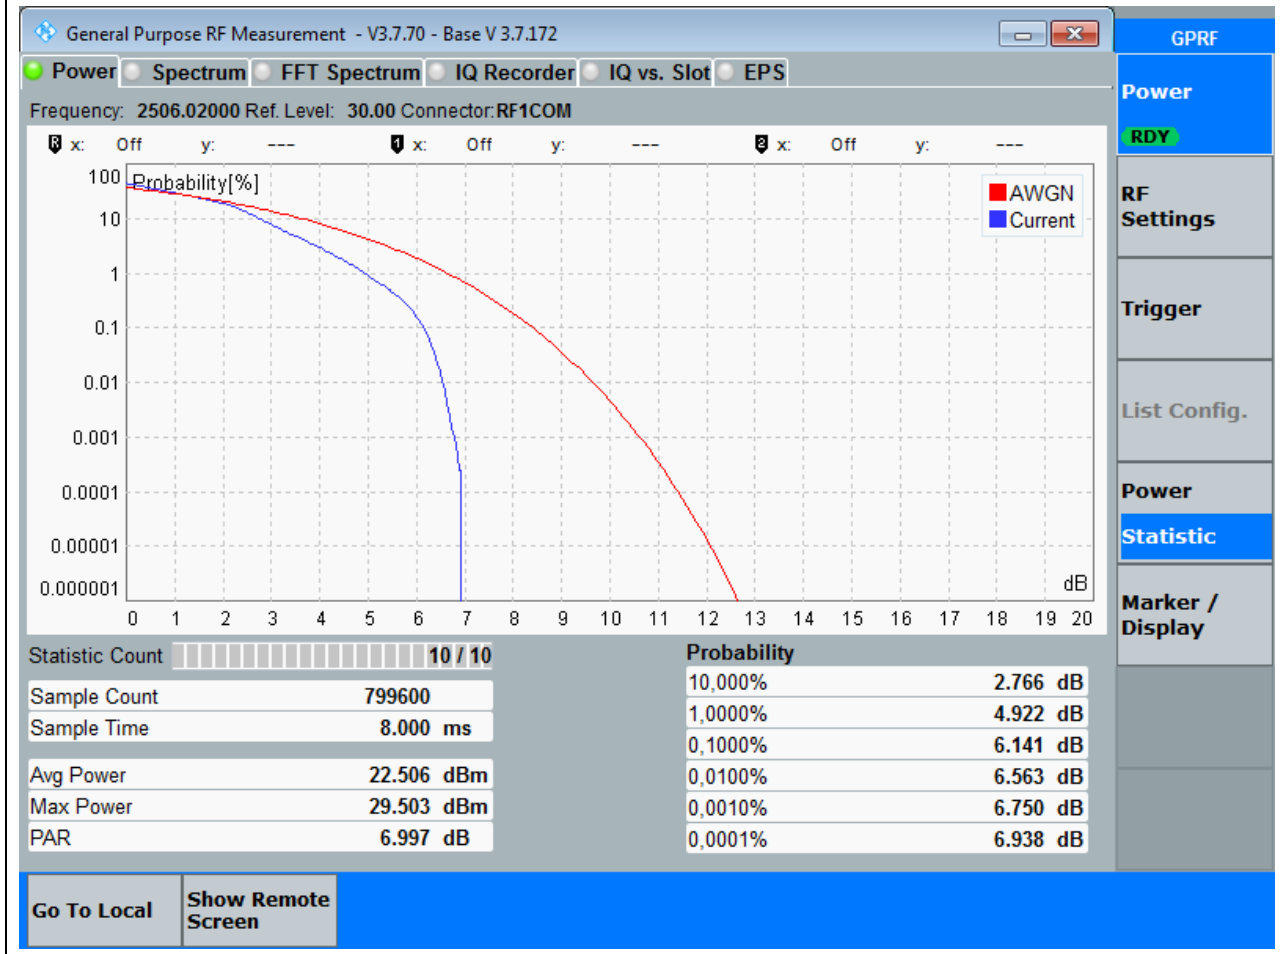 General Purpose RF Measurement - V3.7.70 - Base V 3.7.172
GPRF
Power Spectrum FFT Spectrum IQ Recorder IQ vs. Slot EPS
Frequency: 2506.02000 Ref. Level: 30.00 Connector:RF1COM
R x: Off y: --- 1 x: Off y: --- 2 x: Off y: ---
Probability[%]
AWGN
Current
100
10
1
0.1
0.01
0.001
0.0001
0.00001
0.000001
dB
0 1 2 3 4 5 6 7 8 9 10 11 12 13 14 15 16 17 18 19 20
Statistic Count 10 / 10
Sample Count 799600
Sample Time 8.000 ms
Avg Power 22.506 dBm
Max Power 29.503 dBm
PAR 6.997 dB
Probability
10,000% 2.766 dB
1,0000% 4.922 dB
0,1000% 6.141 dB
0,0100% 6.563 dB
0,0010% 6.750 dB
0,0001% 6.938 dB
Power
RDY
RF
Settings
Trigger
List Config.
Power
Statistic
Marker /
Display
Go To Local
Show Remote
Screen